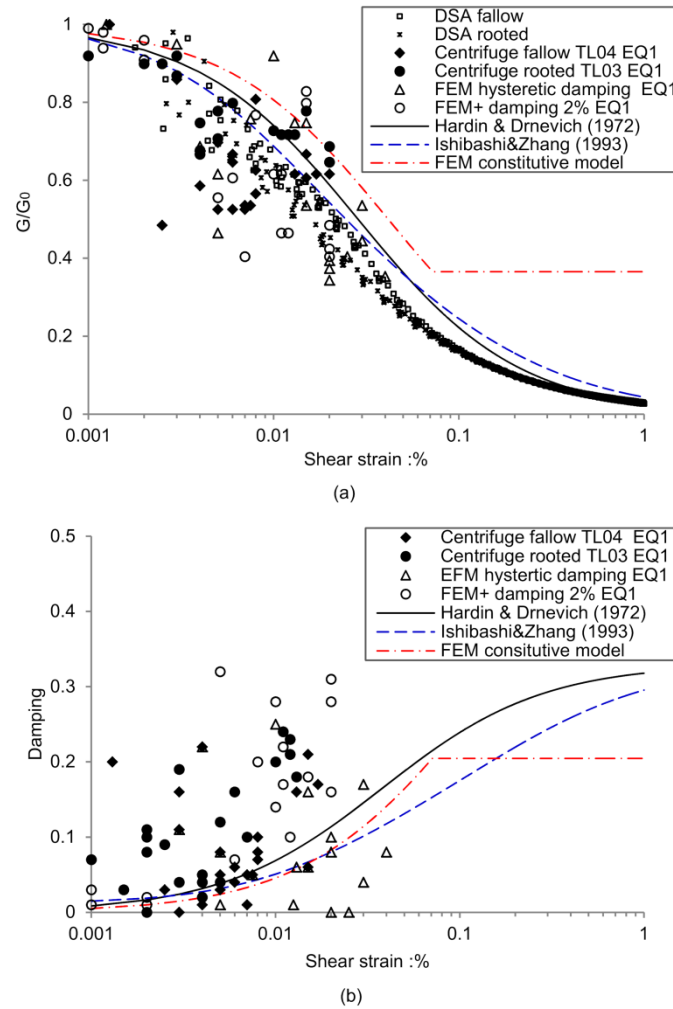 1
0.8
0.6
0.4
0.2
0
G/G0
0.001
0.01
0.1
1
Shear strain :%
DSA fallow
DSA rooted
Centrifuge fallow TL04 EQ1
Centrifuge rooted TL03 EQ1
FEM hysteretic damping EQ1
FEM+ damping 2% EQ1
Hardin & Drnevich (1972)
Ishibashi&Zhang (1993)
FEM constitutive model
(a)
0.5
0.4
0.3
0.2
0.1
0
Damping
0.001
0.01
0.1
1
Shear strain :%
Centrifuge fallow TL04 EQ1
Centrifuge rooted TL03 EQ1
EFM hystertic damping EQ1
FEM+ damping 2% EQ1
Hardin & Drnevich (1972)
Ishibashi&Zhang (1993)
FEM consitutive model
(b)